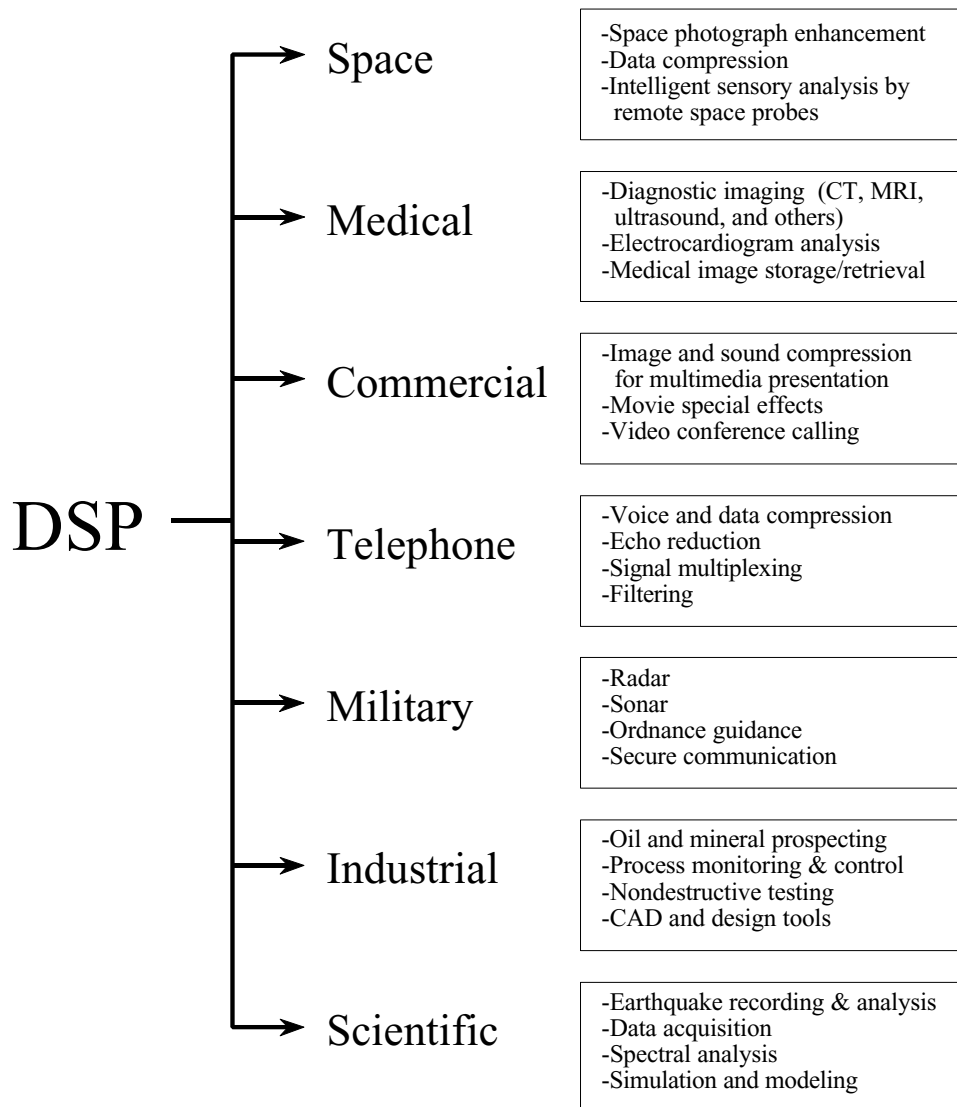 DSP
Space
-Space photograph enhancement
-Data compression
-Intelligent sensory analysis by
remote space probes
Medical
-Diagnostic imaging (CT, MRI,
ultrasound, and others)
-Electrocardiogram analysis
-Medical image storage/retrieval
Commercial
-Image and sound compression
for multimedia presentation
-Movie special effects
-Video conference calling
Telephone
-Voice and data compression
-Echo reduction
-Signal multiplexing
-Filtering
Military
-Radar
-Sonar
-Ordnance guidance
-Secure communication
Industrial
-Oil and mineral prospecting
-Process monitoring & control
-Nondestructive testing
-CAD and design tools
Scientific
-Earthquake recording & analysis
-Data acquisition
-Spectral analysis
-Simulation and modeling